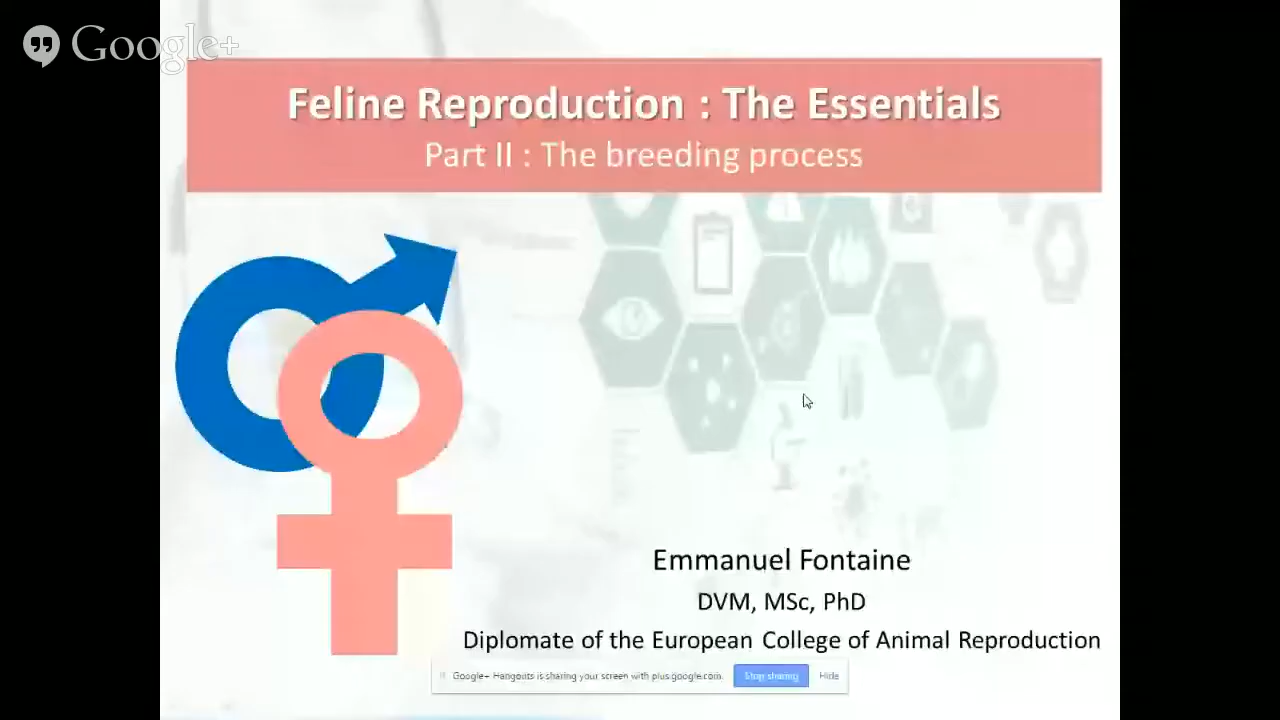 Google+
Feline Reproduction : The Essentials
Part II : The breeding process
Emmanuel Fontaine
DVM, MSc, PhD
Diplomate of the European College of Animal Reproduction
Google+ Hangouts is sharing your screen with plus.google.com. Stop sharing Hide